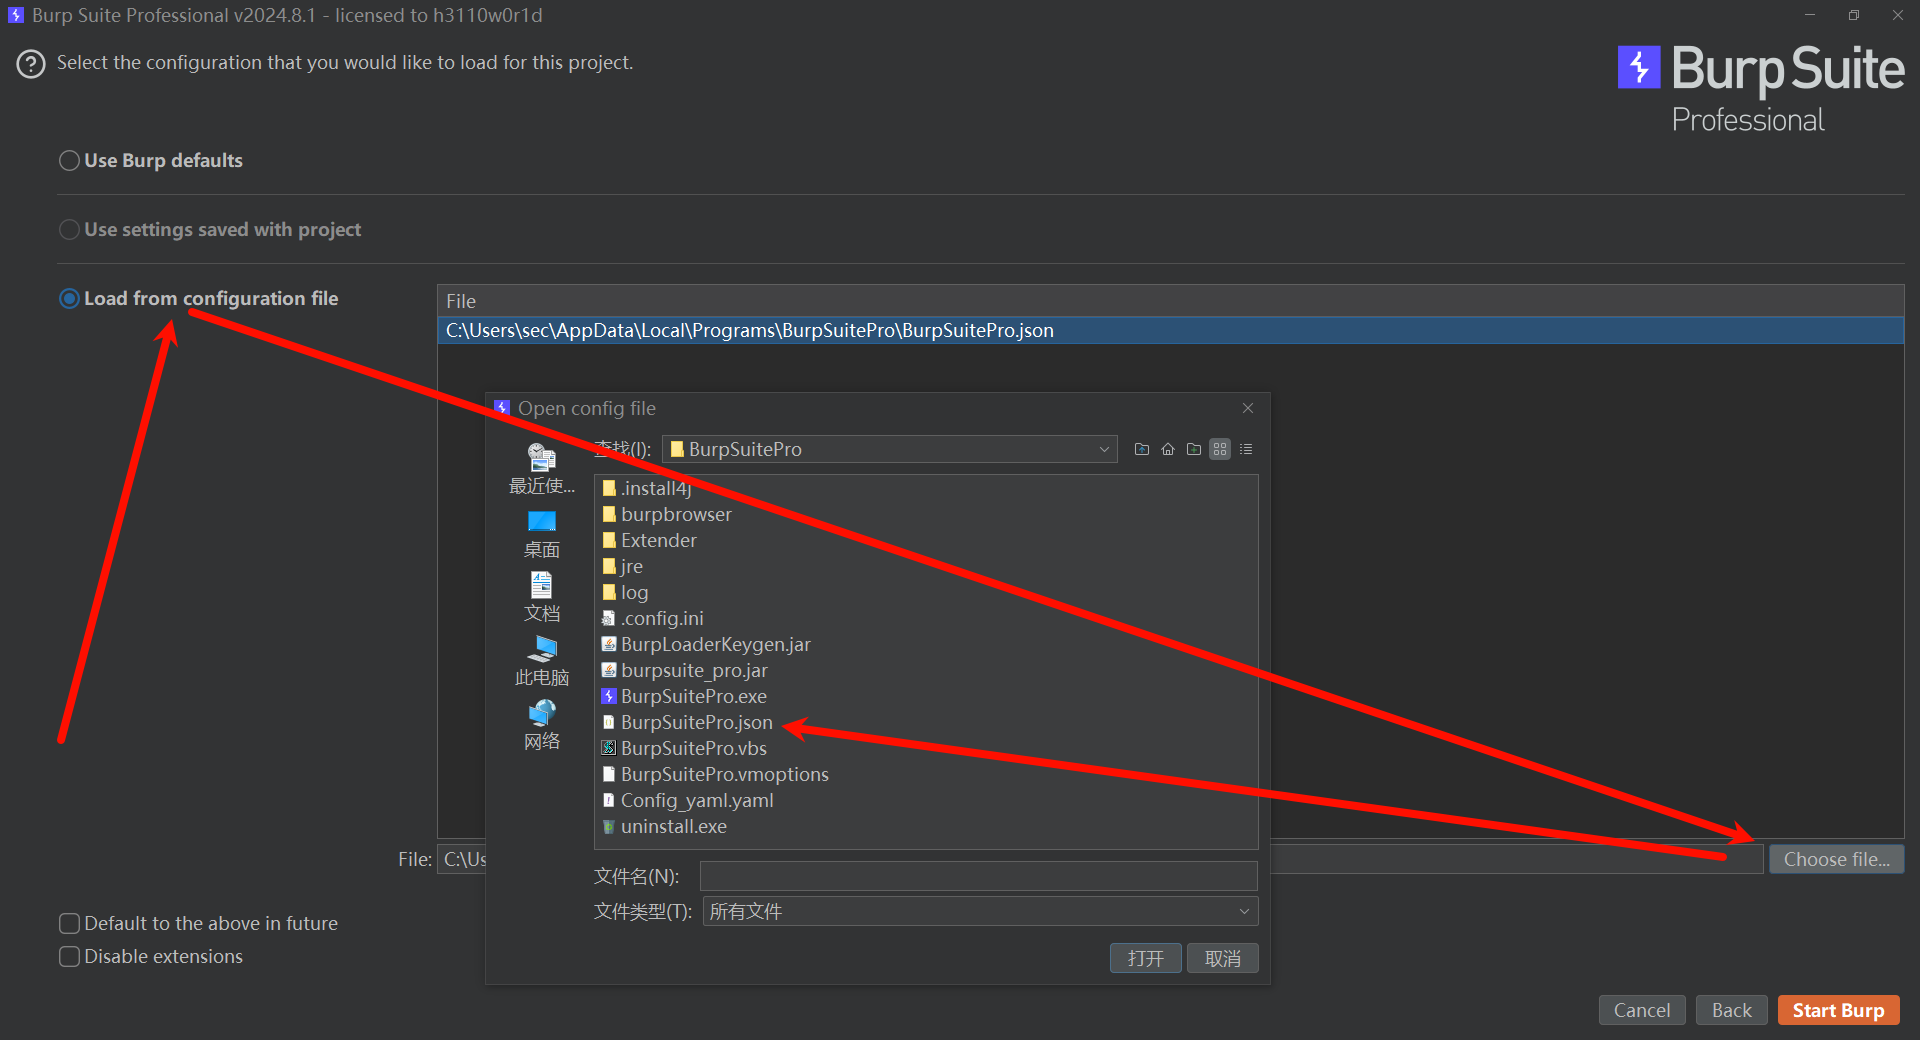 Burp Suite Professional v2024.8.1 - licensed to h3110w0r1d
Select the configuration that you would like to load for this project.
Burp Suite
Professional
Use Burp defaults
Use settings saved with project
Load from configuration file
File
C:\Users\sec\AppData\Local\Programs\BurpSuitePro\BurpSuitePro.json
Open config file
查找(I):
BurpSuitePro
最近使...
桌面
文档
此电脑
网络
.install4j
burpbrowser
Extender
jre
log
.config.ini
BurpLoaderKeygen.jar
burpsuite_pro.jar
BurpSuitePro.exe
BurpSuitePro.json
BurpSuitePro.vbs
BurpSuitePro.vmoptions
Config_yaml.yaml
uninstall.exe
File:
C:\Us
Choose file...
文件名(N):
文件类型(T):
所有文件
打开
取消
Default to the above in future
Disable extensions
Cancel
Back
Start Burp